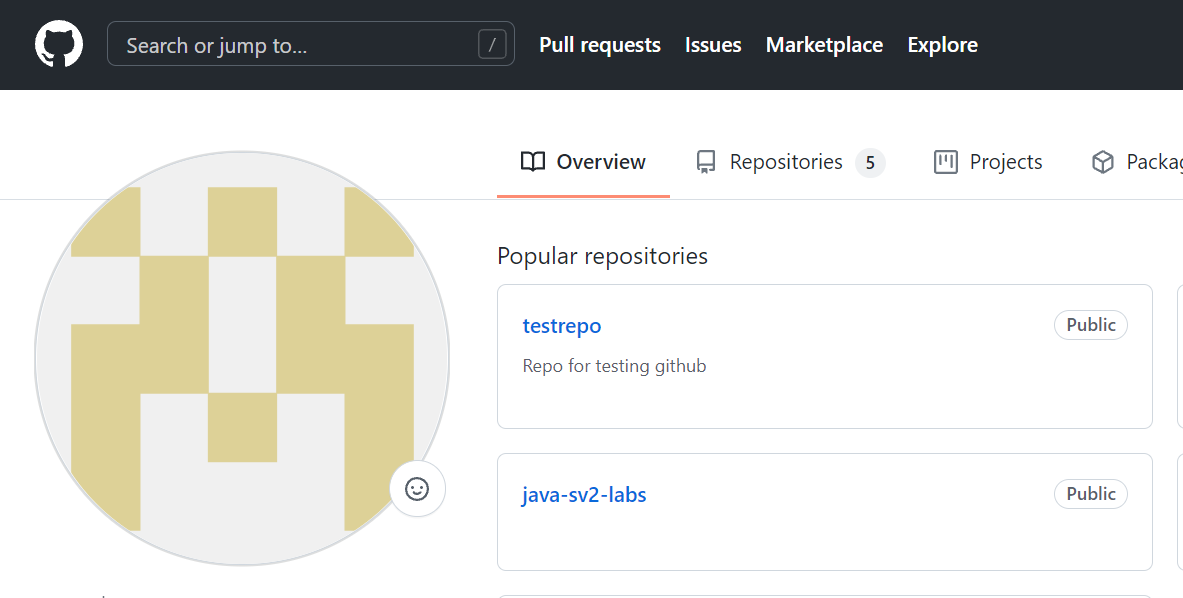 Search or jump to... /
Pull requests Issues Marketplace Explore
Overview Repositories 5 Projects Packag
Popular repositories
testrepo Public
Repo for testing github
java-sv2-labs Public